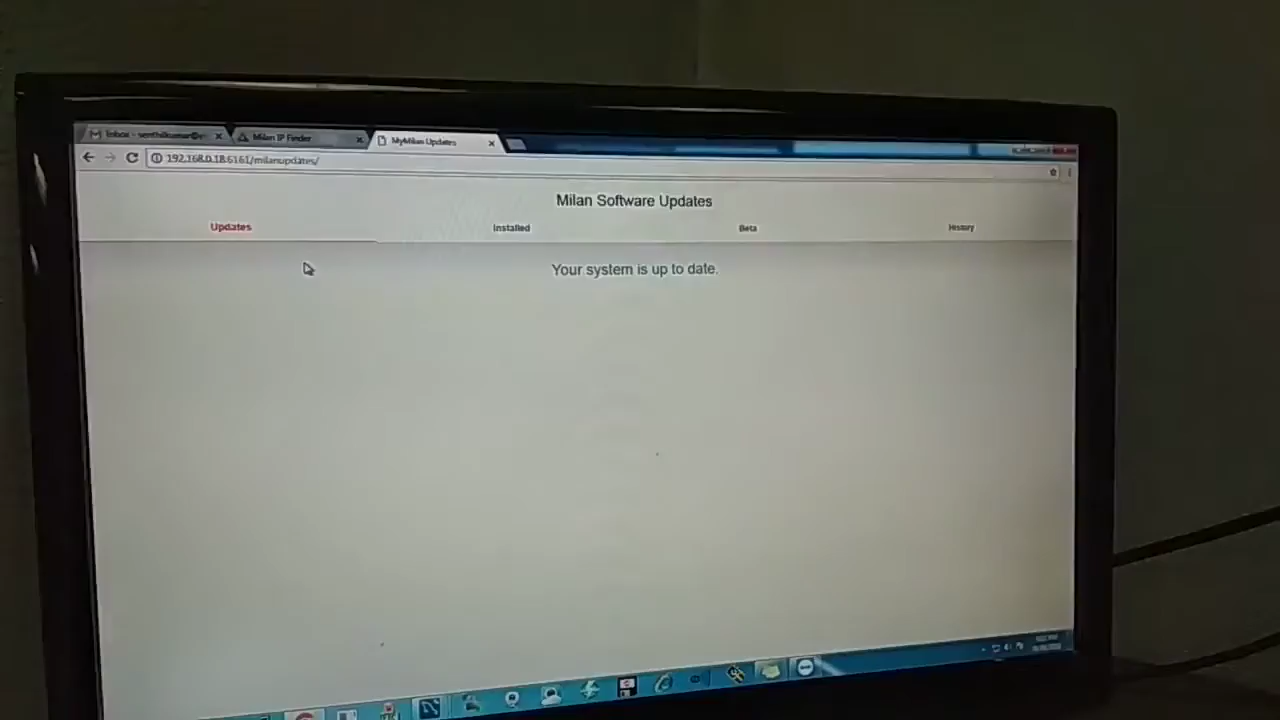 Milan IP Finder
MyMilan Updates
192.168.0.18:6161/milanupdates/
Milan Software Updates
Updates
Installed
Beta
History
Your system is up to date.